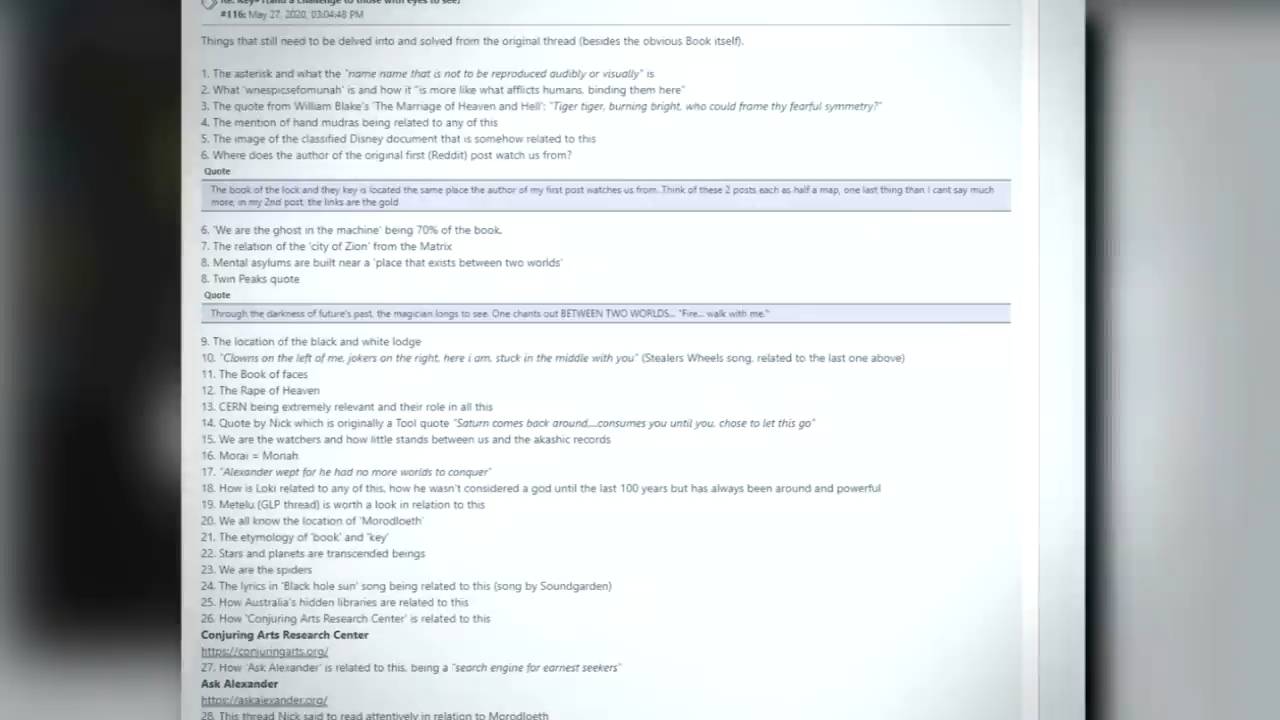 Re: Key=
#116: May 27, 2020, 03:04:48 PM
Things that still need to be delved into and solved from the original thread (besides the obvious Book itself).
1. The asterisk and what the "name name that is not to be reproduced audibly or visually" is
2. What 'wnespicsefomunah' is and how it "is more like what afflicts humans, binding them here"
3. The quote from William Blake's 'The Marriage of Heaven and Hell': "Tiger tiger, burning bright, who could frame thy fearful symmetry?"
4. The mention of hand mudras being related to any of this
5. The image of the classified Disney document that is somehow related to this
6. Where does the author of the original first (Reddit) post watch us from?
Quote
The book of the lock and they key is located the same place the author of my first post watches us from. Think of these 2 posts each as half a map, one last thing than I cant say much
more, in my 2nd post, the links are the gold
6. 'We are the ghost in the machine' being 70% of the book.
7. The relation of the 'city of Zion' from the Matrix
8. Mental asylums are built near a 'place that exists between two worlds'
8. Twin Peaks quote
Quote
Through the darkness of future's past, the magician longs to see. One chants out BETWEEN TWO WORLDS... "Fire... walk with me."
9. The location of the black and white lodge
10. "Clowns on the left of me, jokers on the right, here i am, stuck in the middle with you" (Stealers Wheels song, related to the last one above)
11. The Book of faces
12. The Rape of Heaven
13. CERN being extremely relevant and their role in all this
14. Quote by Nick which is originally a Tool quote "Saturn comes back around....consumes you until you, chose to let this go"
15. We are the watchers and how little stands between us and the akashic records
16. Morai = Moriah
17. "Alexander wept for he had no more worlds to conquer"
18. How is Loki related to any of this, how he wasn't considered a god until the last 100 years but has always been around and powerful
19. Metelu (GLP thread) is worth a look in relation to this
20. We all know the location of 'Morodloeth'
21. The etymology of 'book' and 'key'
22. Stars and planets are transcended beings
23. We are the spiders
24. The lyrics in 'Black hole sun' song being related to this (song by Soundgarden)
25. How Australia's hidden libraries are related to this
26. How 'Conjuring Arts Research Center' is related to this
Conjuring Arts Research Center
https://conjuringarts.org/
27. How 'Ask Alexander' is related to this, being a "search engine for earnest seekers"
Ask Alexander
https://askalexander.org/
28. This thread Nick said to read attentively in relation to Morodloeth